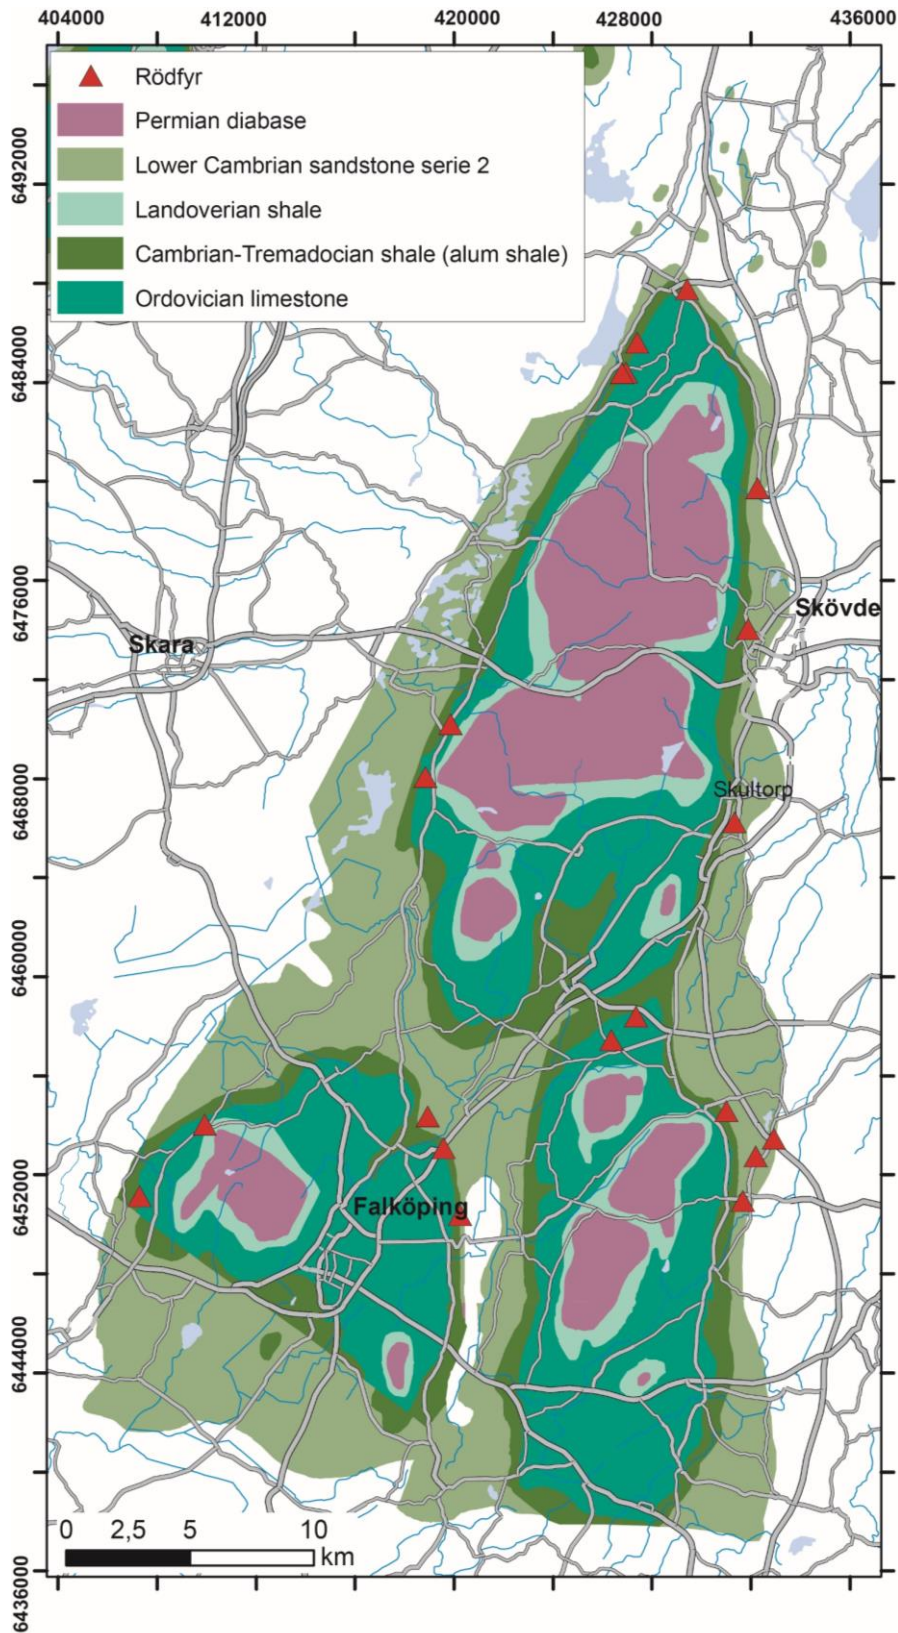 404000 412000 420000 428000 436000
Rödfyr
Permian diabase
Lower Cambrian sandstone serie 2
Landoverian shale
Cambrian-Tremadocian shale (alum shale)
Ordovician limestone
6492000
6484000
6476000
6468000
6460000
6452000
6444000
6436000
Skövde
Skara
Skultorp
Falköping
0 2,5 5 10
km